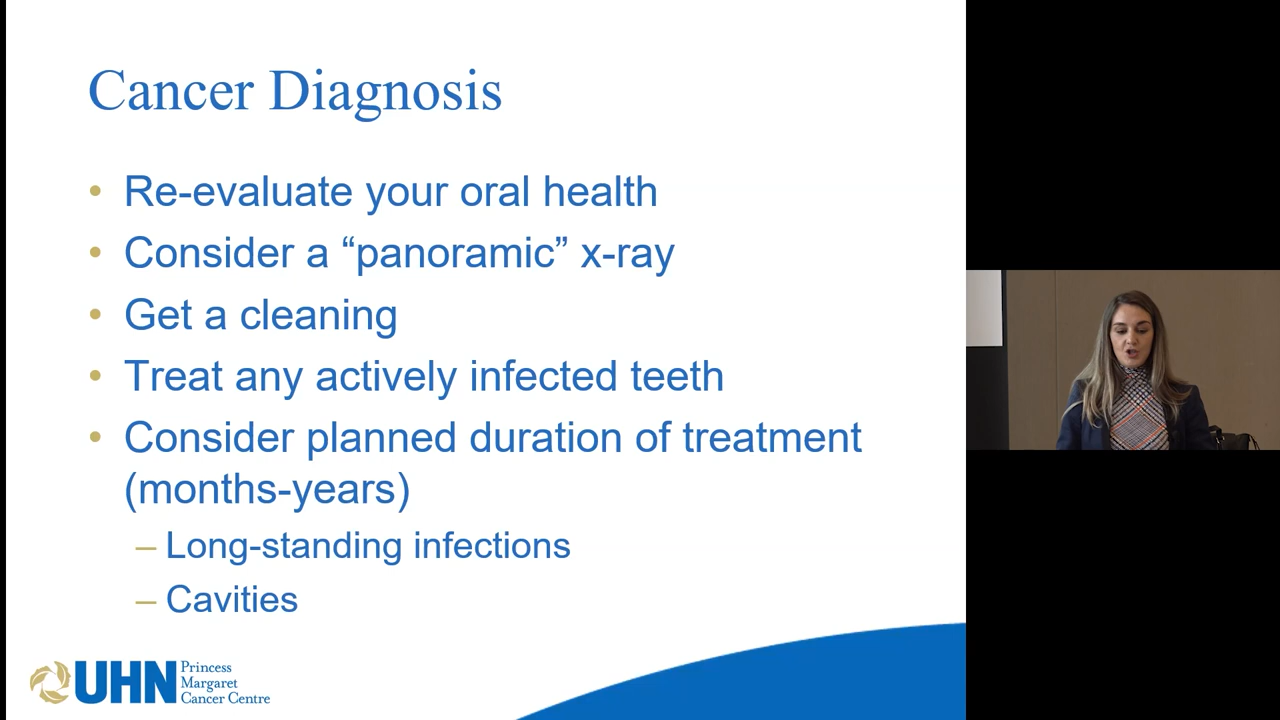 Cancer Diagnosis
• Re-evaluate your oral health
• Consider a “panoramic” x-ray
• Get a cleaning
• Treat any actively infected teeth
• Consider planned duration of treatment
(months-years)
– Long-standing infections
– Cavities
UHN
Princess
Margaret
Cancer Centre